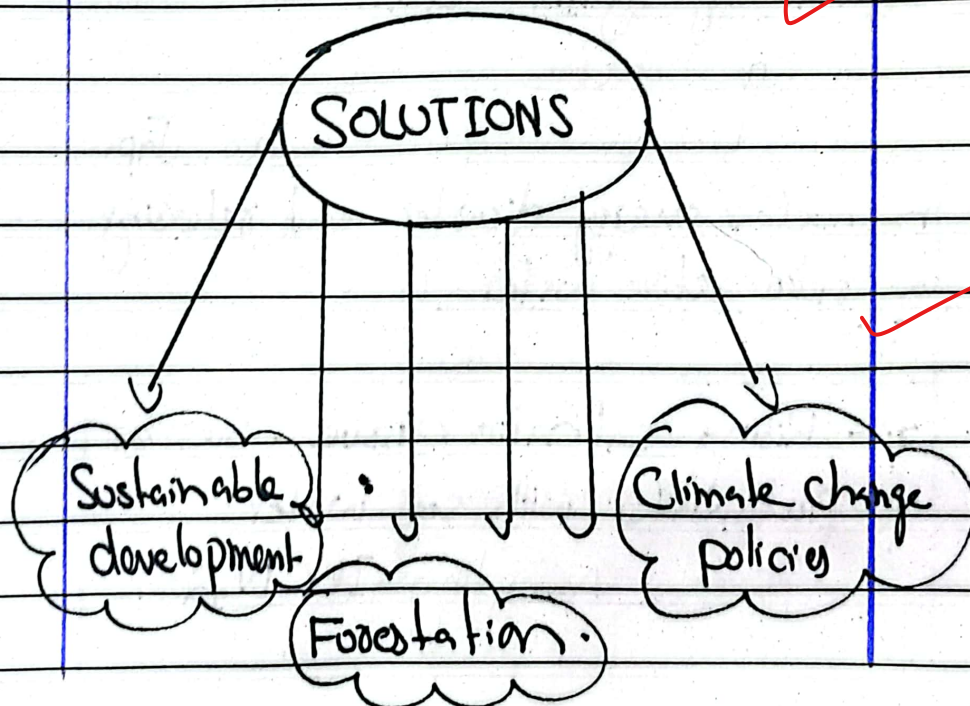 SOLUTIONS
Sustainable
development
Climate change
policies
Forestation.